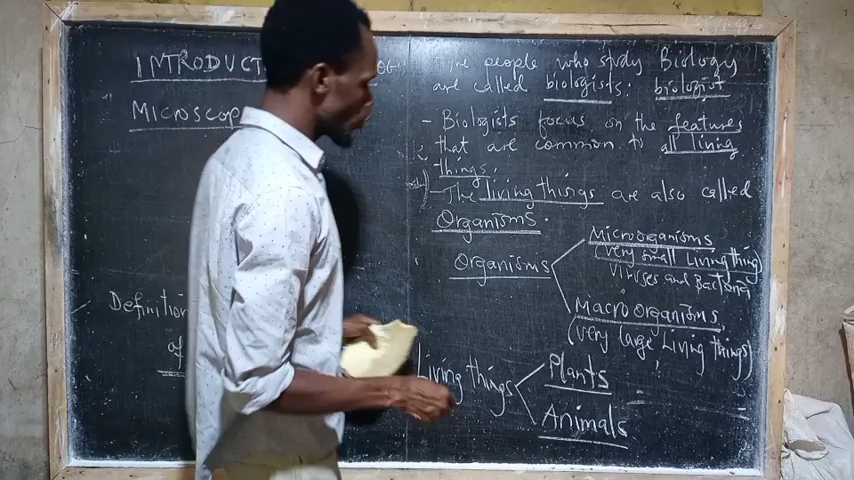 INTRODUCT
MICROSCOP
Definition
of
The people who study Biology
are called biologists. biologist
- Biologists focus on the features
that are common to all living
things.
- The living things are also called
Organisms.
Organisms
Microorganisms
(very small Living thing)
Viruses and Bacteria
MacroOrganisms
(very large Living things)
Living things
Plants
Animals